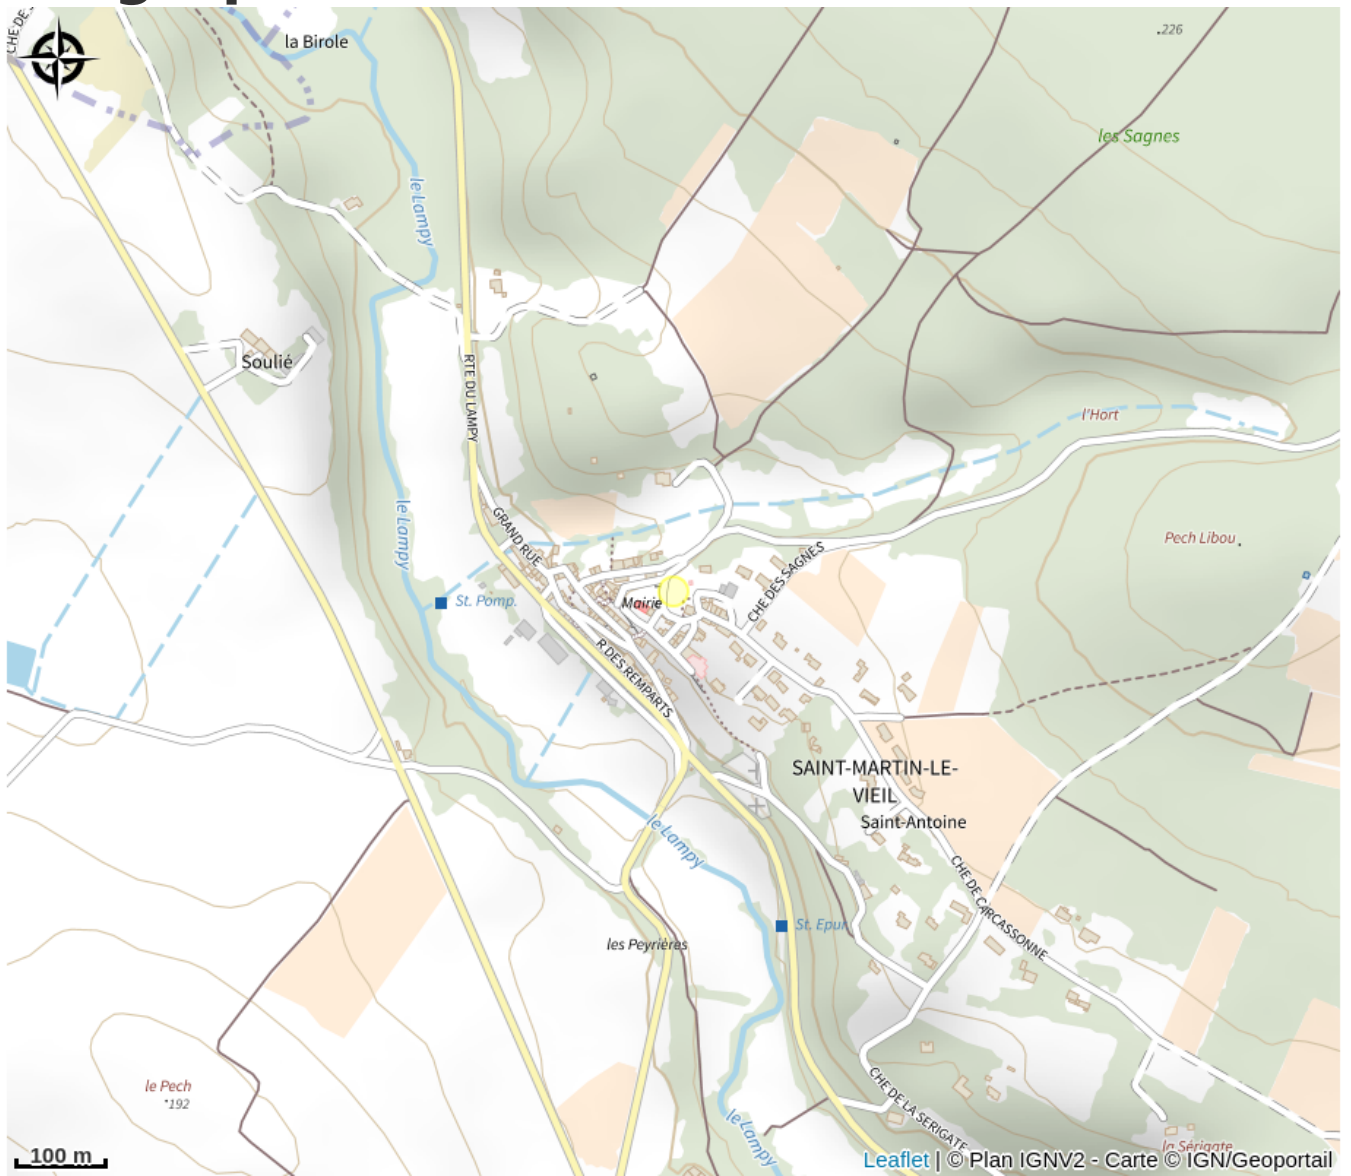 CHE DES
la Birole
226
les Sagnes
le Lampy
Soulié
RTE DU LAMPY
l'Hort
le Lampy
GRAND RUE
Pech Libou
CHE DES SAGNES
St. Pomp.
Mairie
R DES REMPARTS
SAINT-MARTIN-LE-
VIEIL
Saint-Antoine
le Lampy
CHE DE CARCASSONNE
St. Epur
les Peyrières
le Pech
192
CHE DE LA SERIGATE
le Lampy
la Sérigate
100 m
Leaflet | © Plan IGNV2 - Carte © IGN/Geoportail